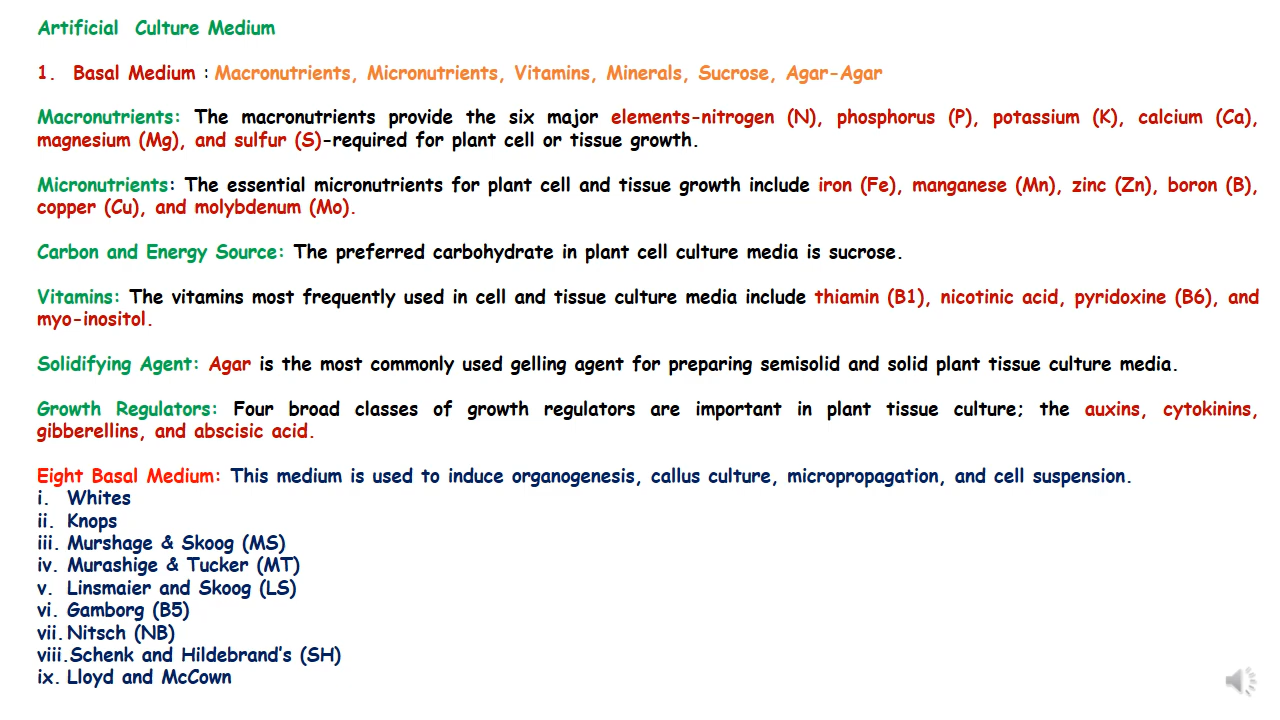 Artificial Culture Medium
1. Basal Medium : Macronutrients, Micronutrients, Vitamins, Minerals, Sucrose, Agar-Agar
Macronutrients: The macronutrients provide the six major elements-nitrogen (N), phosphorus (P), potassium (K), calcium (Ca),
magnesium (Mg), and sulfur (S)-required for plant cell or tissue growth.
Micronutrients: The essential micronutrients for plant cell and tissue growth include iron (Fe), manganese (Mn), zinc (Zn), boron (B),
copper (Cu), and molybdenum (Mo).
Carbon and Energy Source: The preferred carbohydrate in plant cell culture media is sucrose.
Vitamins: The vitamins most frequently used in cell and tissue culture media include thiamin (B1), nicotinic acid, pyridoxine (B6), and
myo-inositol.
Solidifying Agent: Agar is the most commonly used gelling agent for preparing semisolid and solid plant tissue culture media.
Growth Regulators: Four broad classes of growth regulators are important in plant tissue culture; the auxins, cytokinins,
gibberellins, and abscisic acid.
Eight Basal Medium: This medium is used to induce organogenesis, callus culture, micropropagation, and cell suspension.
i. Whites
ii. Knops
iii. Murshage & Skoog (MS)
iv. Murashige & Tucker (MT)
v. Linsmaier and Skoog (LS)
vi. Gamborg (B5)
vii. Nitsch (NB)
viii. Schenk and Hildebrand's (SH)
ix. Lloyd and McCown